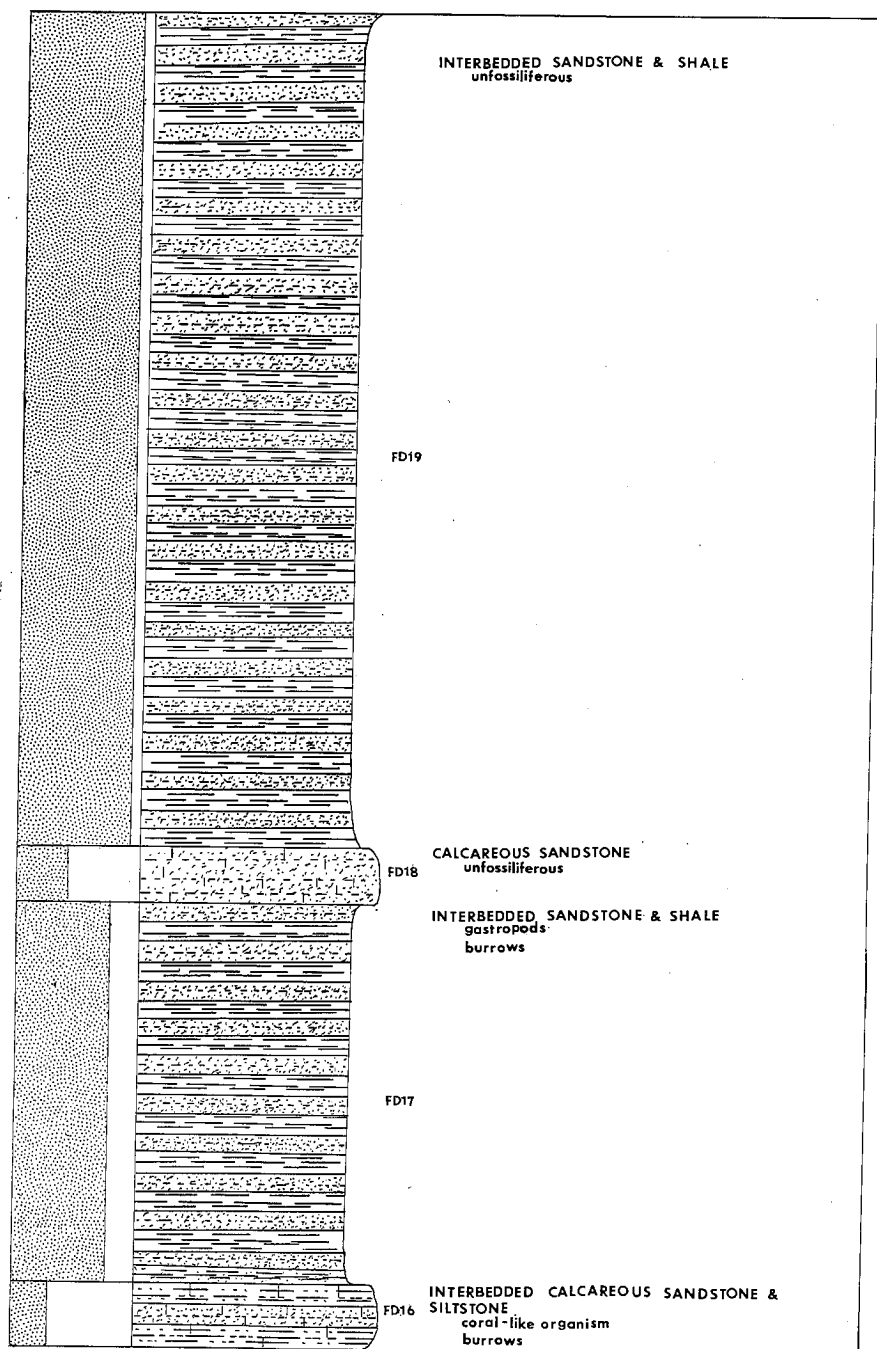 INTERBEDDED SANDSTONE & SHALE
unfossiliferous
FD19
CALCAREOUS SANDSTONE
unfossiliferous
FD18
INTERBEDDED SANDSTONE & SHALE
gastropods
burrows
FD17
INTERBEDDED CALCAREOUS SANDSTONE &
SILTSTONE
FD16
coral-like organism
burrows